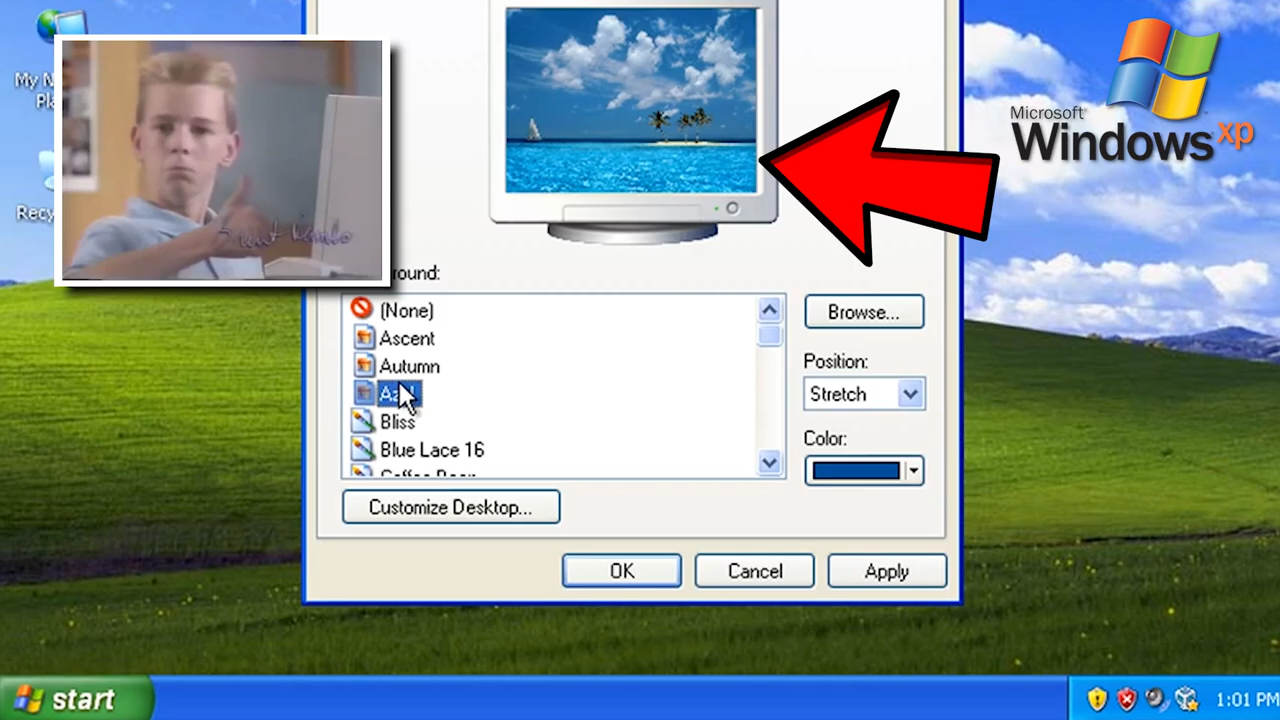 My N
Pla
Recy
Microsoft
Windows xp
round:
(None)
Ascent
Autumn
Bliss
Blue Lace 16
Browse...
Position:
Stretch
Color:
Customize Desktop...
OK
Cancel
Apply
start
1:01 PM